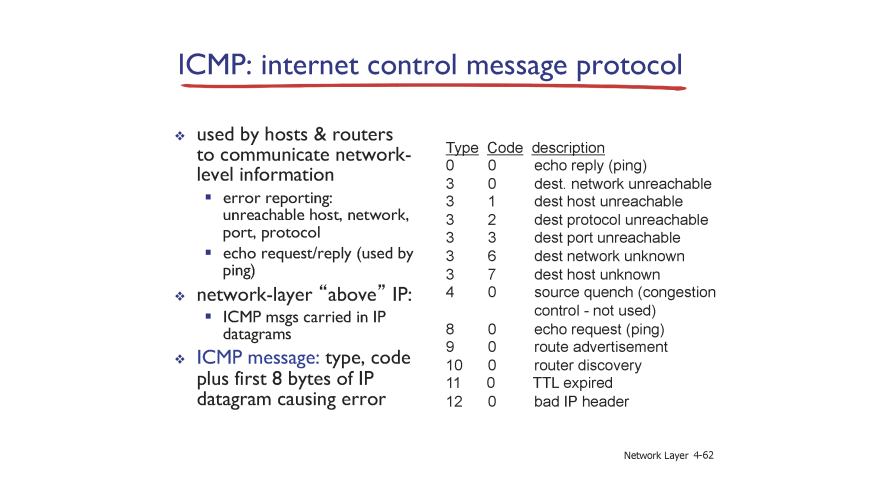 ICMP: internet control message protocol
❖ used by hosts & routers
to communicate network-
level information
▪ error reporting:
unreachable host, network,
port, protocol
▪ echo request/reply (used by
ping)
❖ network-layer “above” IP:
▪ ICMP msgs carried in IP
datagrams
❖ ICMP message: type, code
plus first 8 bytes of IP
datagram causing error
Type Code description
0 0 echo reply (ping)
3 0 dest. network unreachable
3 1 dest host unreachable
3 2 dest protocol unreachable
3 3 dest port unreachable
3 6 dest network unknown
3 7 dest host unknown
4 0 source quench (congestion
control - not used)
8 0 echo request (ping)
9 0 route advertisement
10 0 router discovery
11 0 TTL expired
12 0 bad IP header
Network Layer 4-62